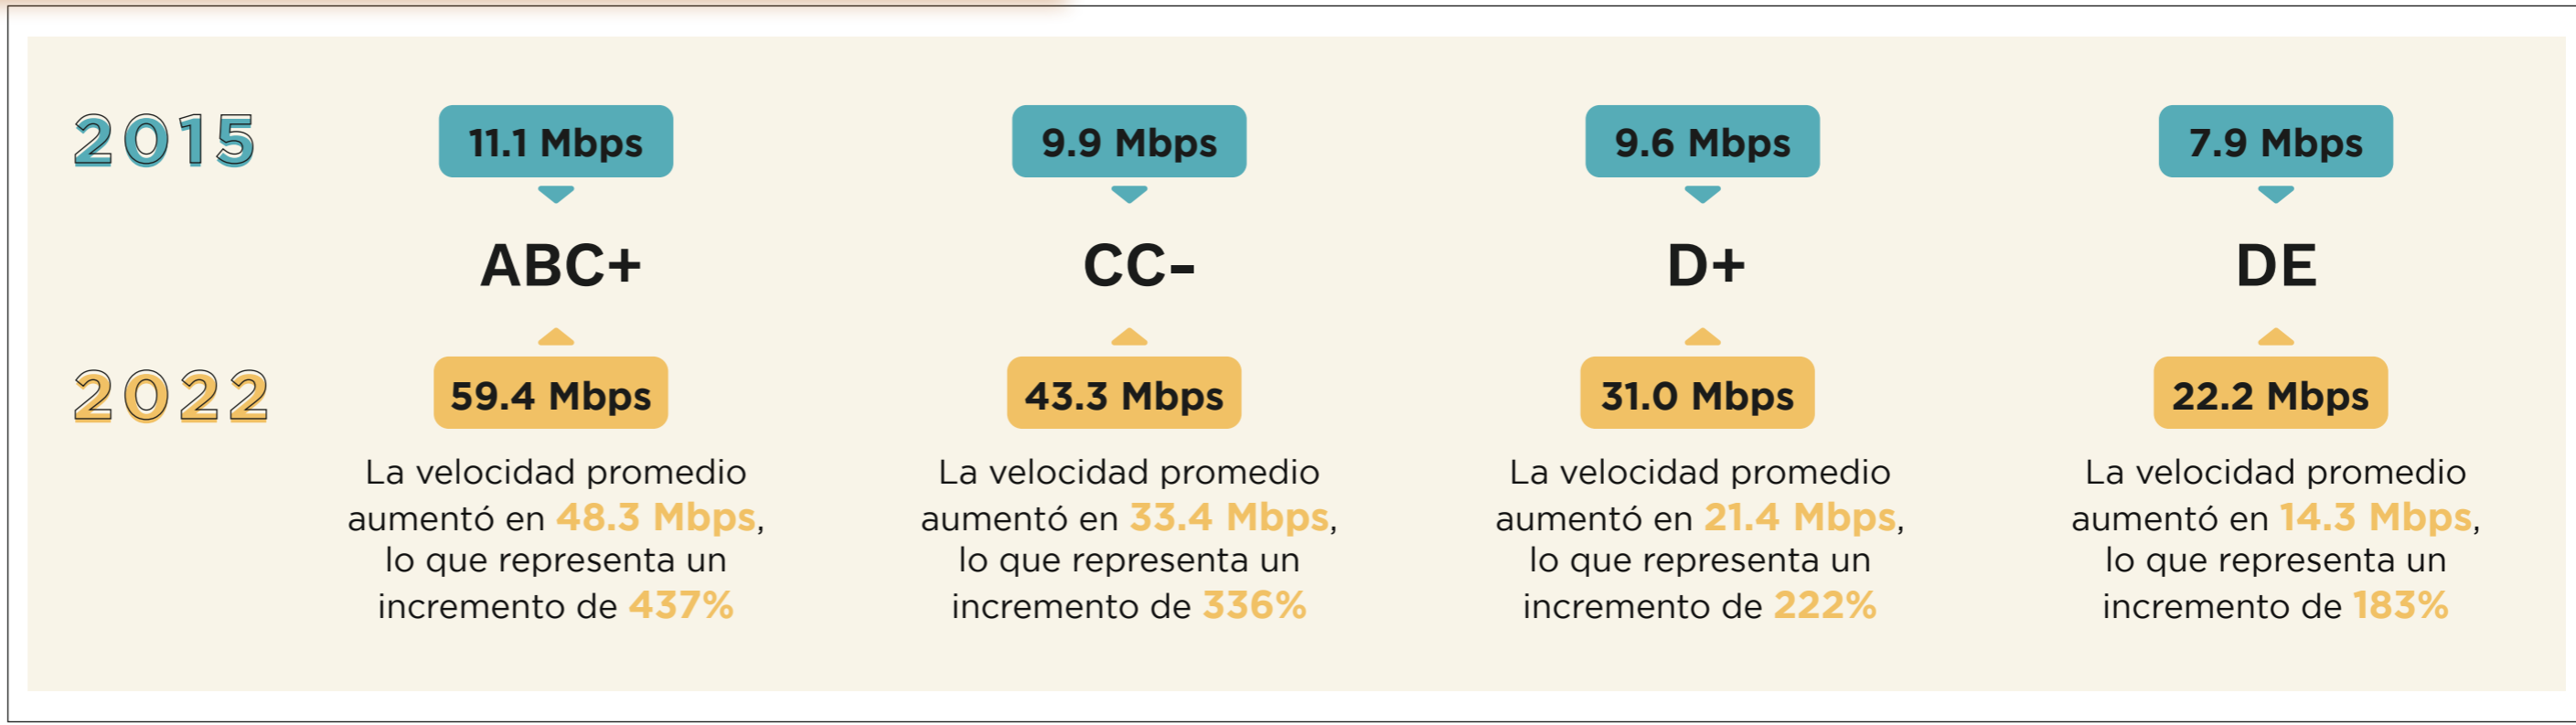 2015
11.1 Mbps
9.9 Mbps
9.6 Mbps
7.9 Mbps
ABC+
CC-
D+
DE
2022
59.4 Mbps
43.3 Mbps
31.0 Mbps
22.2 Mbps
La velocidad promedio
aumentó en 48.3 Mbps,
lo que representa un
incremento de 437%
La velocidad promedio
aumentó en 33.4 Mbps,
lo que representa un
incremento de 336%
La velocidad promedio
aumentó en 21.4 Mbps,
lo que representa un
incremento de 222%
La velocidad promedio
aumentó en 14.3 Mbps,
lo que representa un
incremento de 183%